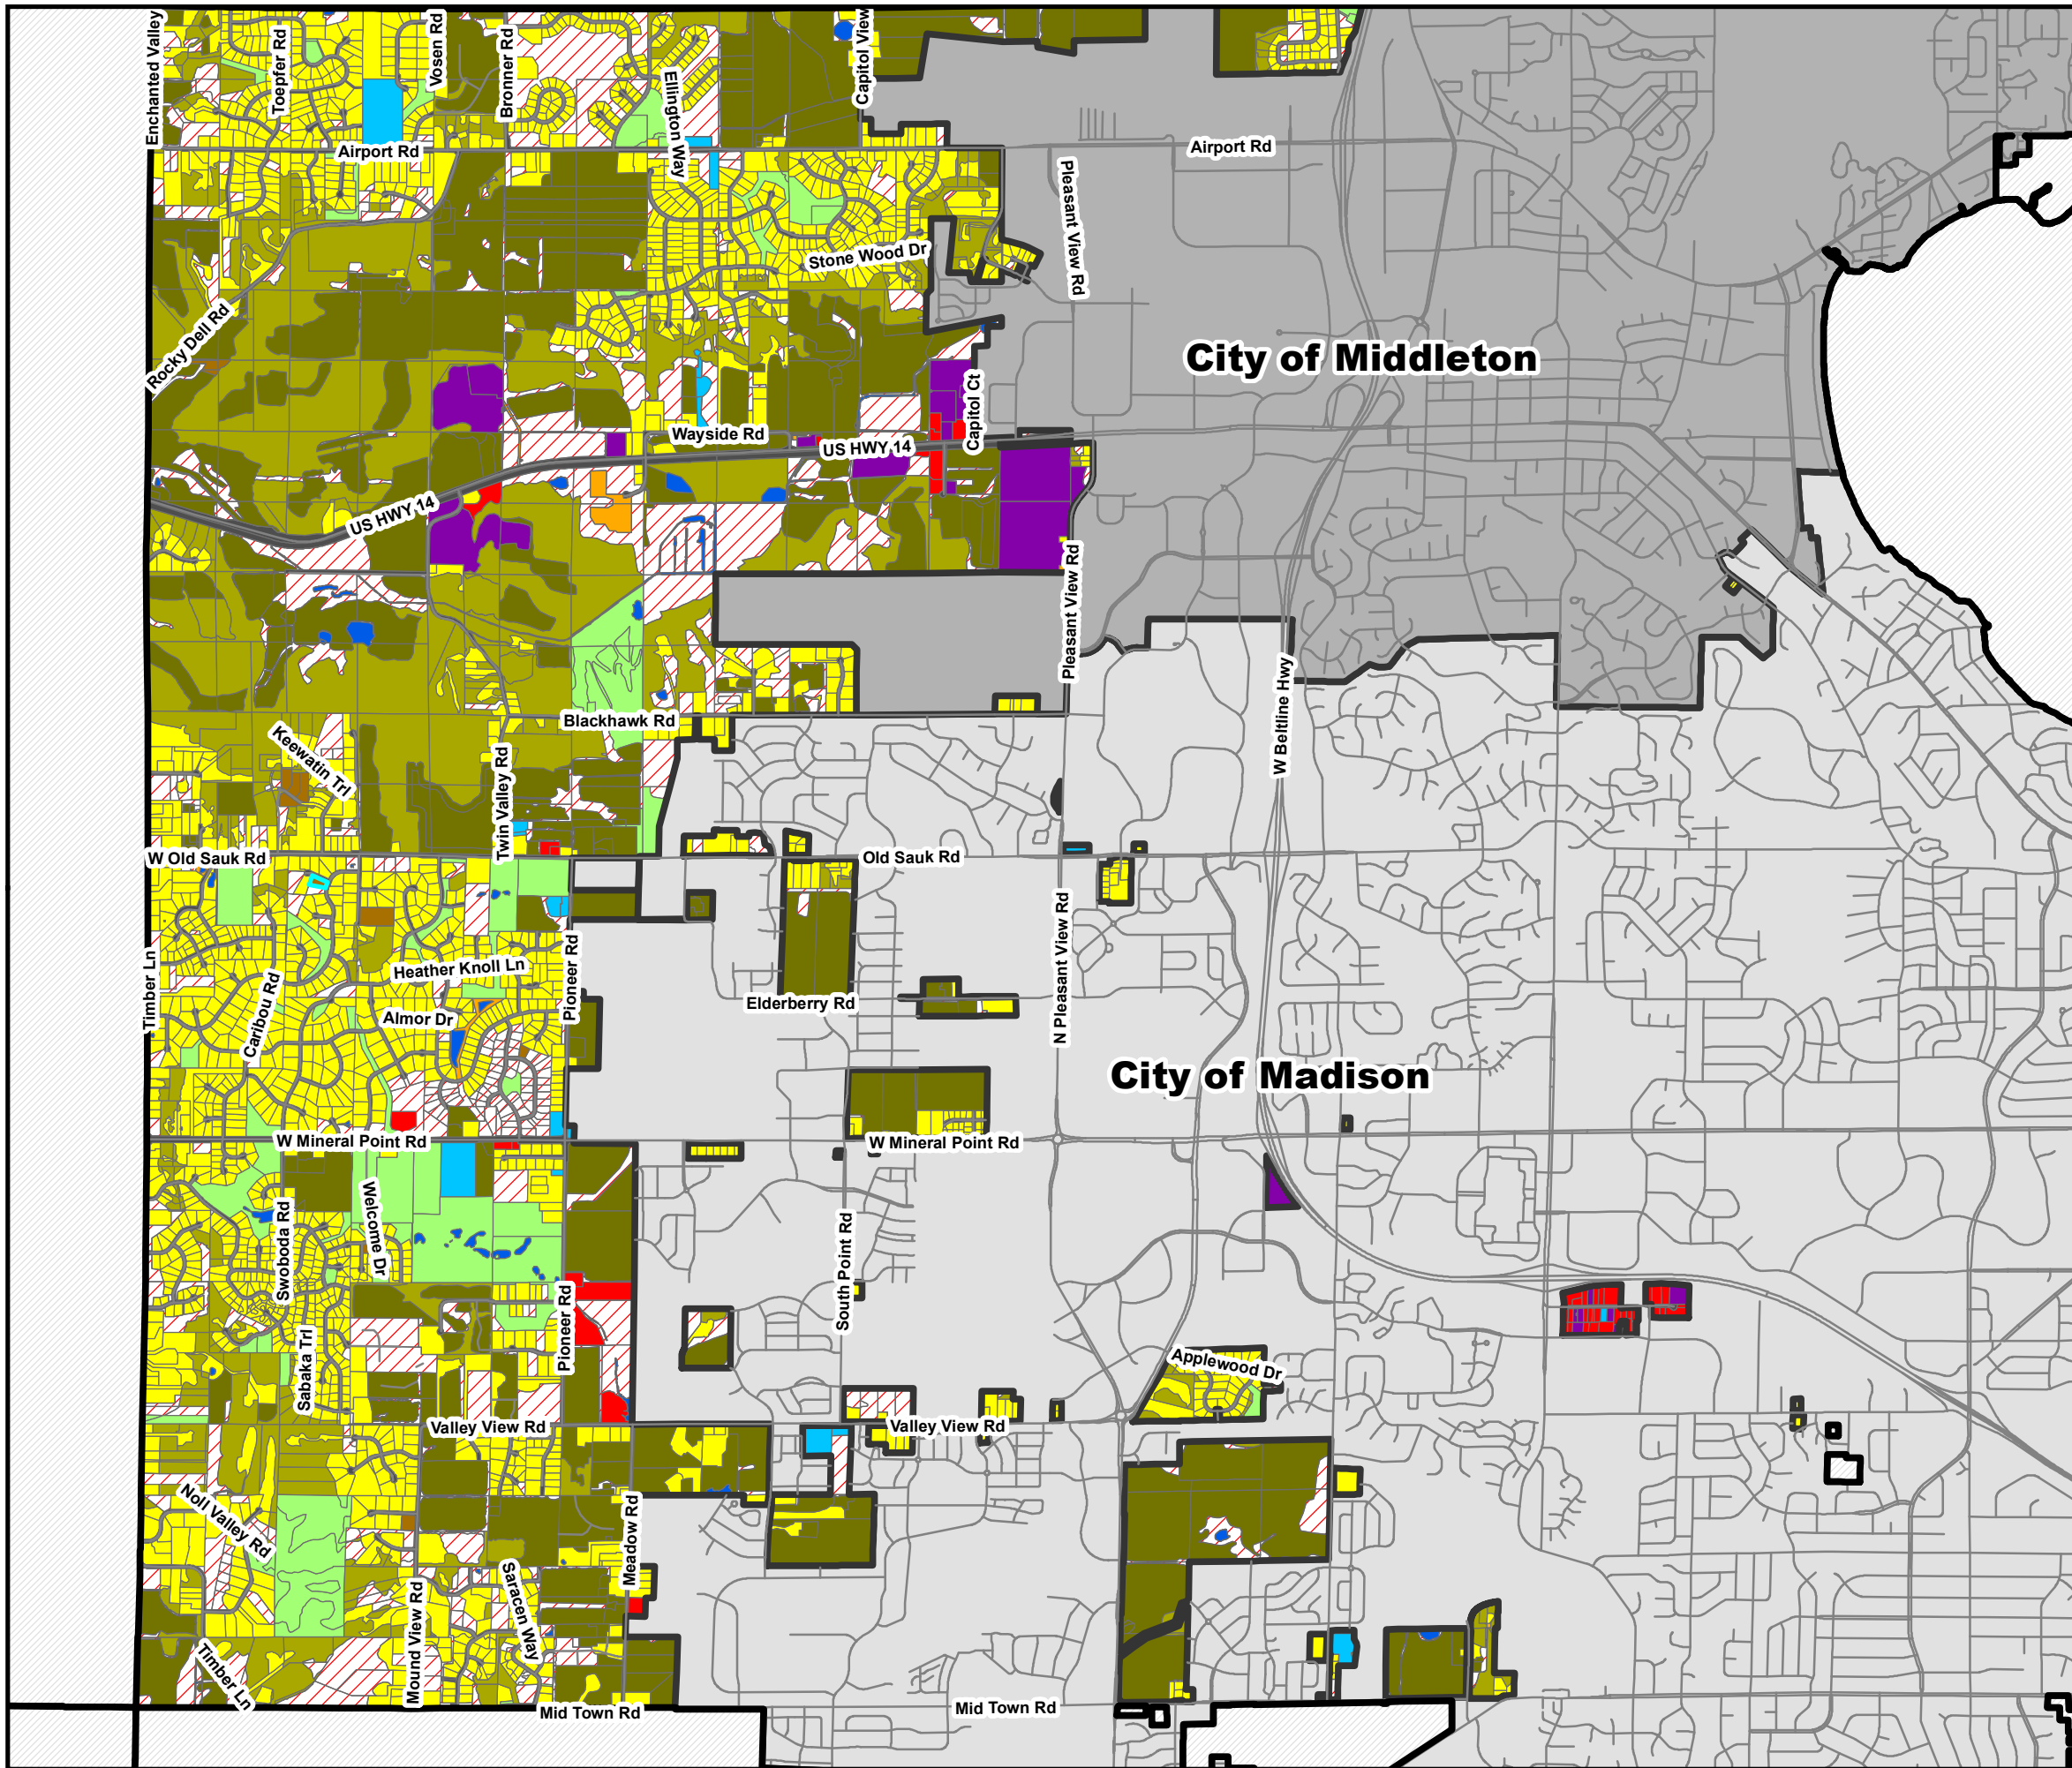 Enchanted Valley
Toepfer Rd
Vosen Rd
Bronner Rd
Ellington Way
Capitol View
Airport Rd
Airport Rd
Pleasant View Rd
Stone Wood Dr
Rocky Dell Rd
City of Middleton
Capitol Ct
Wayside Rd
US HWY 14
US HWY 14
Pleasant View Rd
W Beltline Hwy
Blackhawk Rd
Keewatin Trl
Twin Valley Rd
W Old Sauk Rd
Old Sauk Rd
N Pleasant View Rd
Timber Ln
Caribou Rd
Heather Knoll Ln
Pioneer Rd
Almor Dr
Elderberry Rd
City of Madison
W Mineral Point Rd
W Mineral Point Rd
Swoboda Rd
Welcome Dr
South Point Rd
Pioneer Rd
Sabaka Trl
Applewood Dr
Valley View Rd
Valley View Rd
Noll Valley Rd
Meadow Rd
Saracen Way
Mound View Rd
Timber Ln
Mid Town Rd
Mid Town Rd